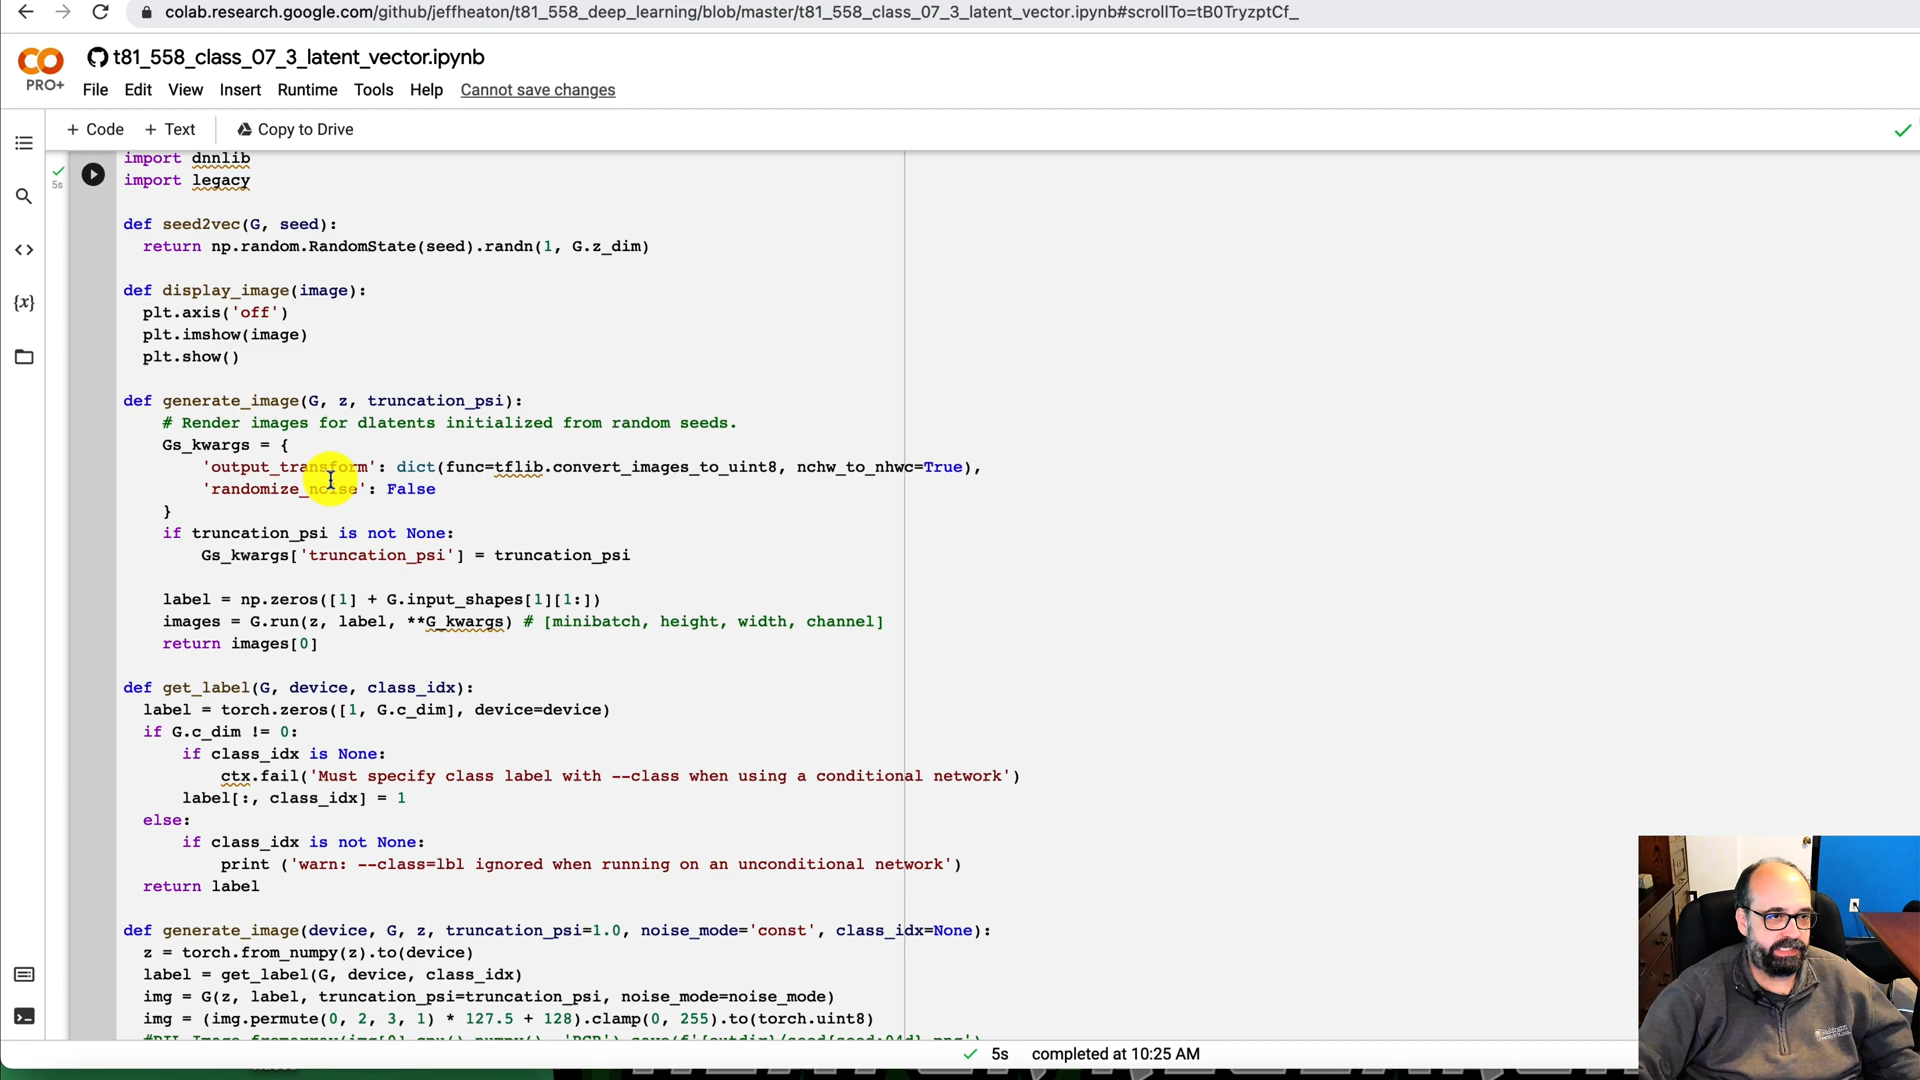 colab.research.google.com/github/jeffheaton/t81_558_deep_learning/blob/master/t81_558_class_07_3_latent_vector.ipynb#scrollTo=tB0TryzptCf_
t81_558_class_07_3_latent_vector.ipynb
PRO+
File Edit View Insert Runtime Tools Help Cannot save changes
+ Code + Text Copy to Drive
5s
import dnnlib
import legacy
def seed2vec(G, seed):
return np.random.RandomState(seed).randn(1, G.z_dim)
def display_image(image):
plt.axis('off')
plt.imshow(image)
plt.show()
def generate_image(G, z, truncation_psi):
# Render images for dlatents initialized from random seeds.
Gs_kwargs = {
'output_transform': dict(func=tflib.convert_images_to_uint8, nchw_to_nhwc=True),
'randomize_noise': False
}
if truncation_psi is not None:
Gs_kwargs['truncation_psi'] = truncation_psi
label = np.zeros([1] + G.input_shapes[1][1:])
images = G.run(z, label, **G_kwargs) # [minibatch, height, width, channel]
return images[0]
def get_label(G, device, class_idx):
label = torch.zeros([1, G.c_dim], device=device)
if G.c_dim != 0:
if class_idx is None:
ctx.fail('Must specify class label with --class when using a conditional network')
label[:, class_idx] = 1
else:
if class_idx is not None:
print ('warn: --class=lbl ignored when running on an unconditional network')
return label
def generate_image(device, G, z, truncation_psi=1.0, noise_mode='const', class_idx=None):
z = torch.from_numpy(z).to(device)
label = get_label(G, device, class_idx)
img = G(z, label, truncation_psi=truncation_psi, noise_mode=noise_mode)
img = (img.permute(0, 2, 3, 1) * 127.5 + 128).clamp(0, 255).to(torch.uint8)
5s completed at 10:25 AM